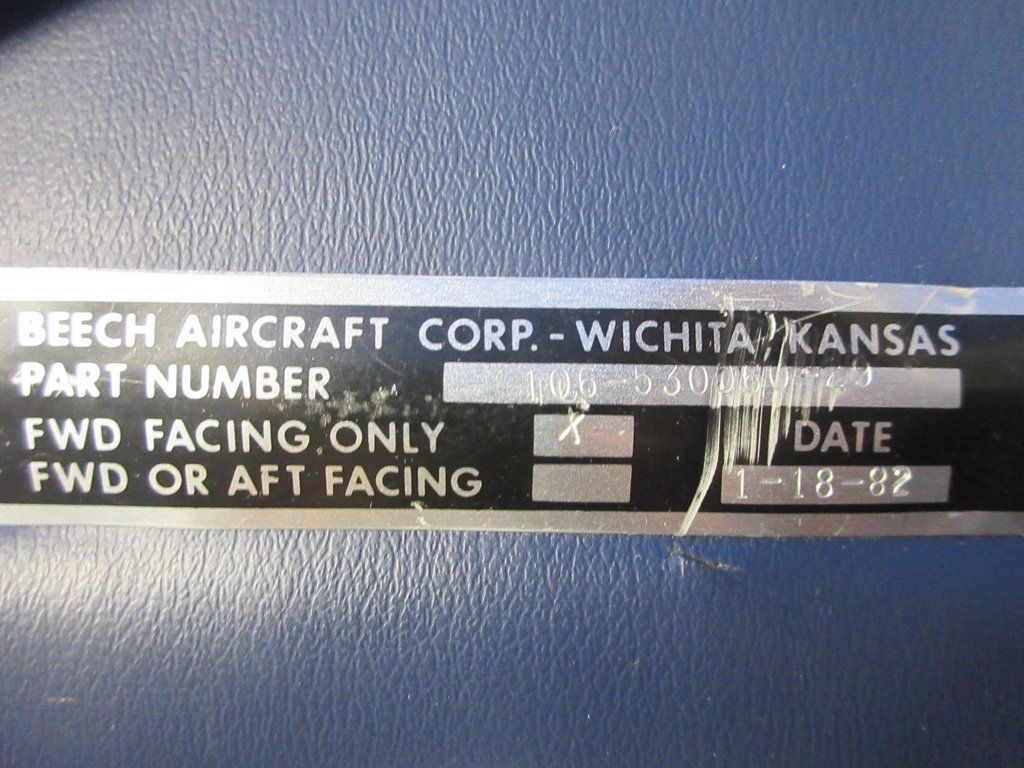 BEECH AIRCRAFT CORP. - WICHITA, KANSAS
PART NUMBER
FWD FACING ONLY X DATE
FWD OR AFT FACING 1-18-82